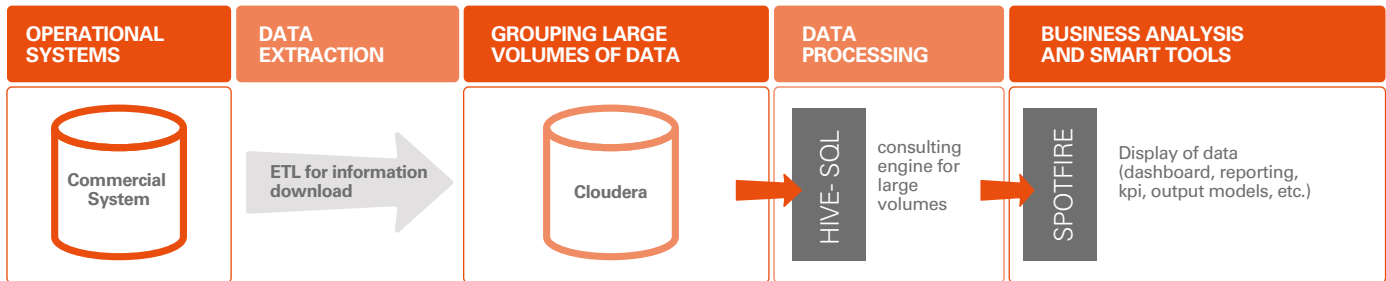 OPERATIONAL
SYSTEMS
DATA
EXTRACTION
GROUPING LARGE
VOLUMES OF DATA
DATA
PROCESSING
BUSINESS ANALYSIS
AND SMART TOOLS
Commercial
System
ETL for information
download
Cloudera
HIVE- SQL
consulting
engine for
large
volumes
SPOTFIRE
Display of data
(dashboard, reporting,
kpi, output models, etc.)